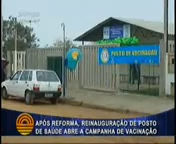 POSTO DE VACINAÇÃO
APÓS REFORMA, REINAUGURAÇÃO DE POSTO
DE SAÚDE ABRE A CAMPANHA DE VACINAÇÃO